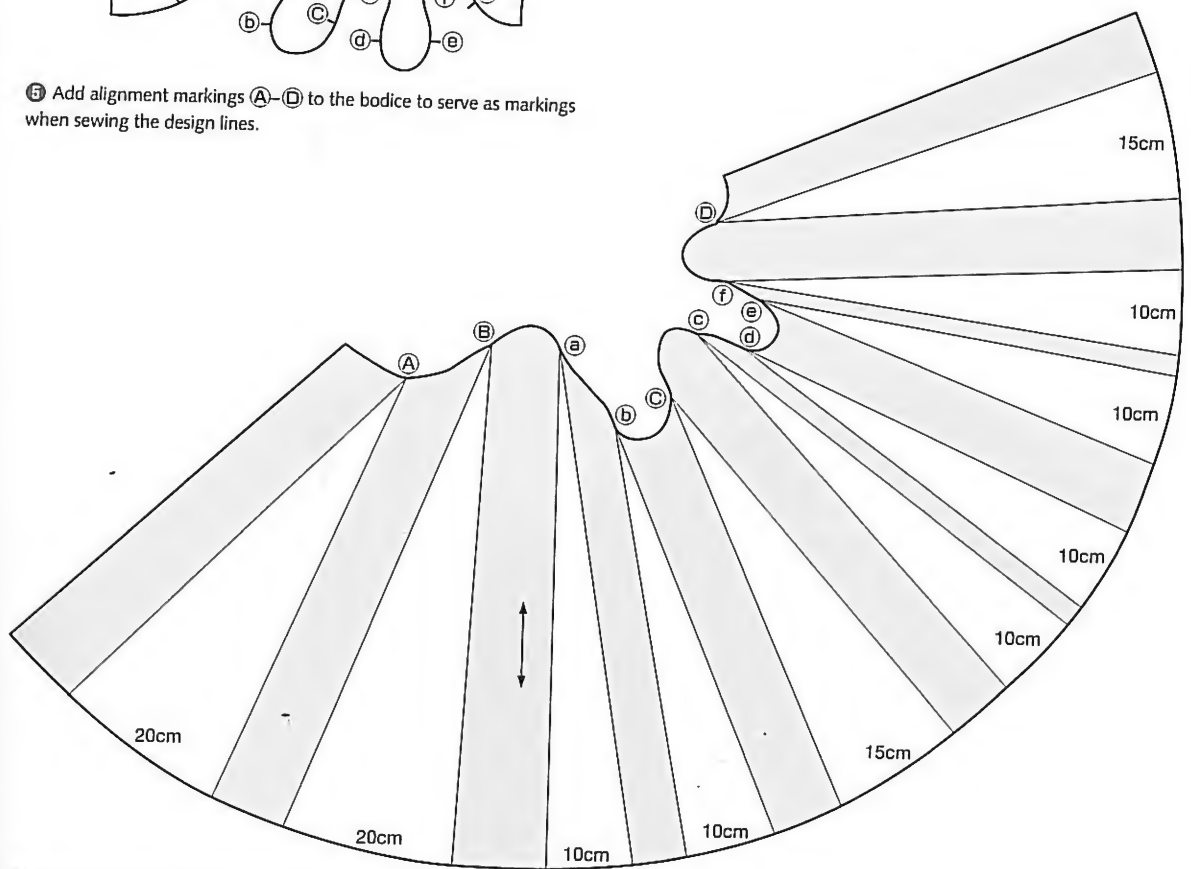 ⓑ
ⓒ
ⓓ
ⓔ
❺ Add alignment markings Ⓐ–Ⓓ to the bodice to serve as markings
when sewing the design lines.
15cm
Ⓓ
ⓕ
ⓔ
10cm
ⓒ
ⓓ
Ⓑ
ⓐ
Ⓐ
Ⓒ
ⓑ
10cm
10cm
10cm
20cm
15cm
20cm
10cm
10cm